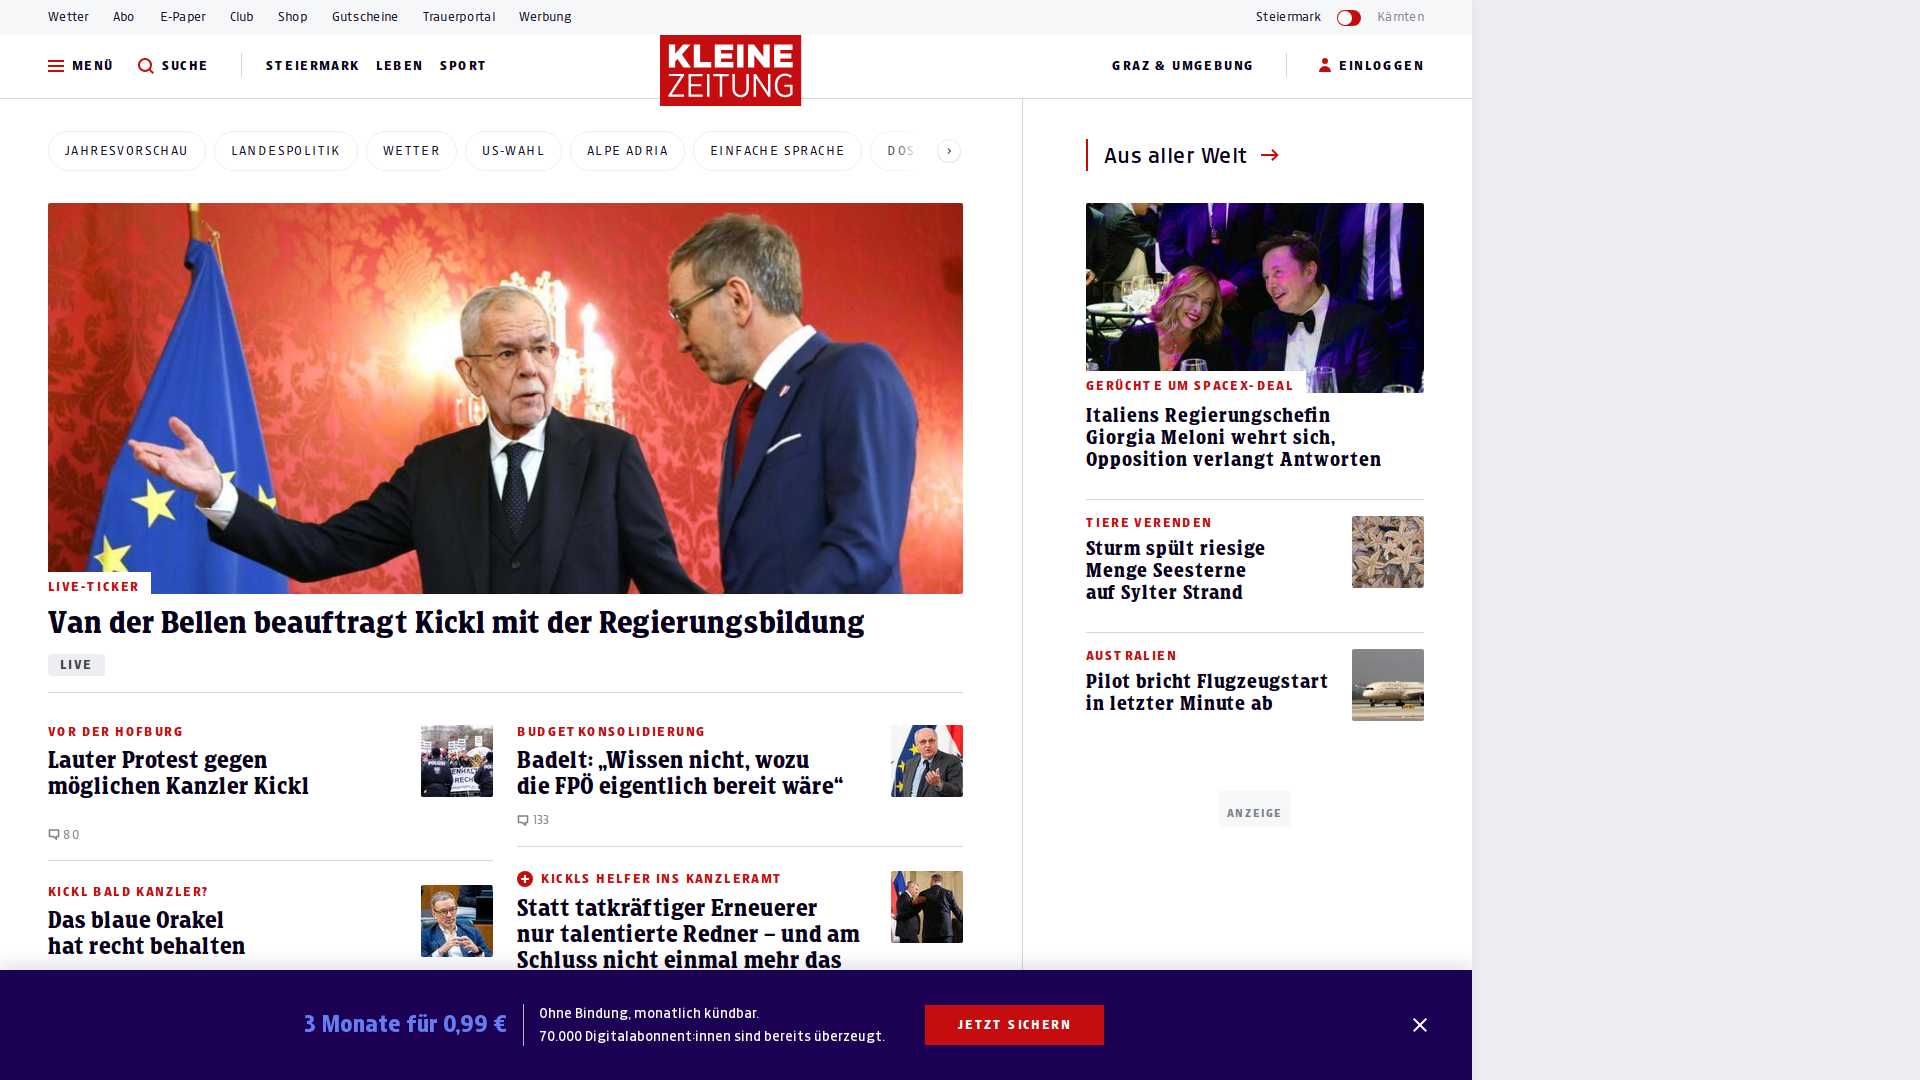 Wetter Abo E-Paper Club Shop Gutscheine Trauerportal Werbung Steiermark Kärnten
MENÜ SUCHE STEIERMARK LEBEN SPORT KLEINE ZEITUNG GRAZ & UMGEBUNG EINLOGGEN
JAHRESVORSCHAU LANDESPOLITIK WETTER US-WAHL ALPE ADRIA EINFACHE SPRACHE DOS
LIVE-TICKER
Van der Bellen beauftragt Kickl mit der Regierungsbildung
LIVE
VOR DER HOFBURG
Lauter Protest gegen
möglichen Kanzler Kickl
80
KICKL BALD KANZLER?
Das blaue Orakel
hat recht behalten
BUDGETKONSOLIDIERUNG
Badelt: „Wissen nicht, wozu
die FPÖ eigentlich bereit wäre“
133
KICKLS HELFER INS KANZLERAMT
Statt tatkräftiger Erneuerer
nur talentierte Redner – und am
Schluss nicht einmal mehr das
Aus aller Welt
GERÜCHTE UM SPACEX-DEAL
Italiens Regierungschefin
Giorgia Meloni wehrt sich,
Opposition verlangt Antworten
TIERE VERENDEN
Sturm spült riesige
Menge Seesterne
auf Sylter Strand
AUSTRALIEN
Pilot bricht Flugzeugstart
in letzter Minute ab
ANZEIGE
3 Monate für 0,99 €
Ohne Bindung, monatlich kündbar.
70.000 Digitalabonnent:innen sind bereits überzeugt.
JETZT SICHERN